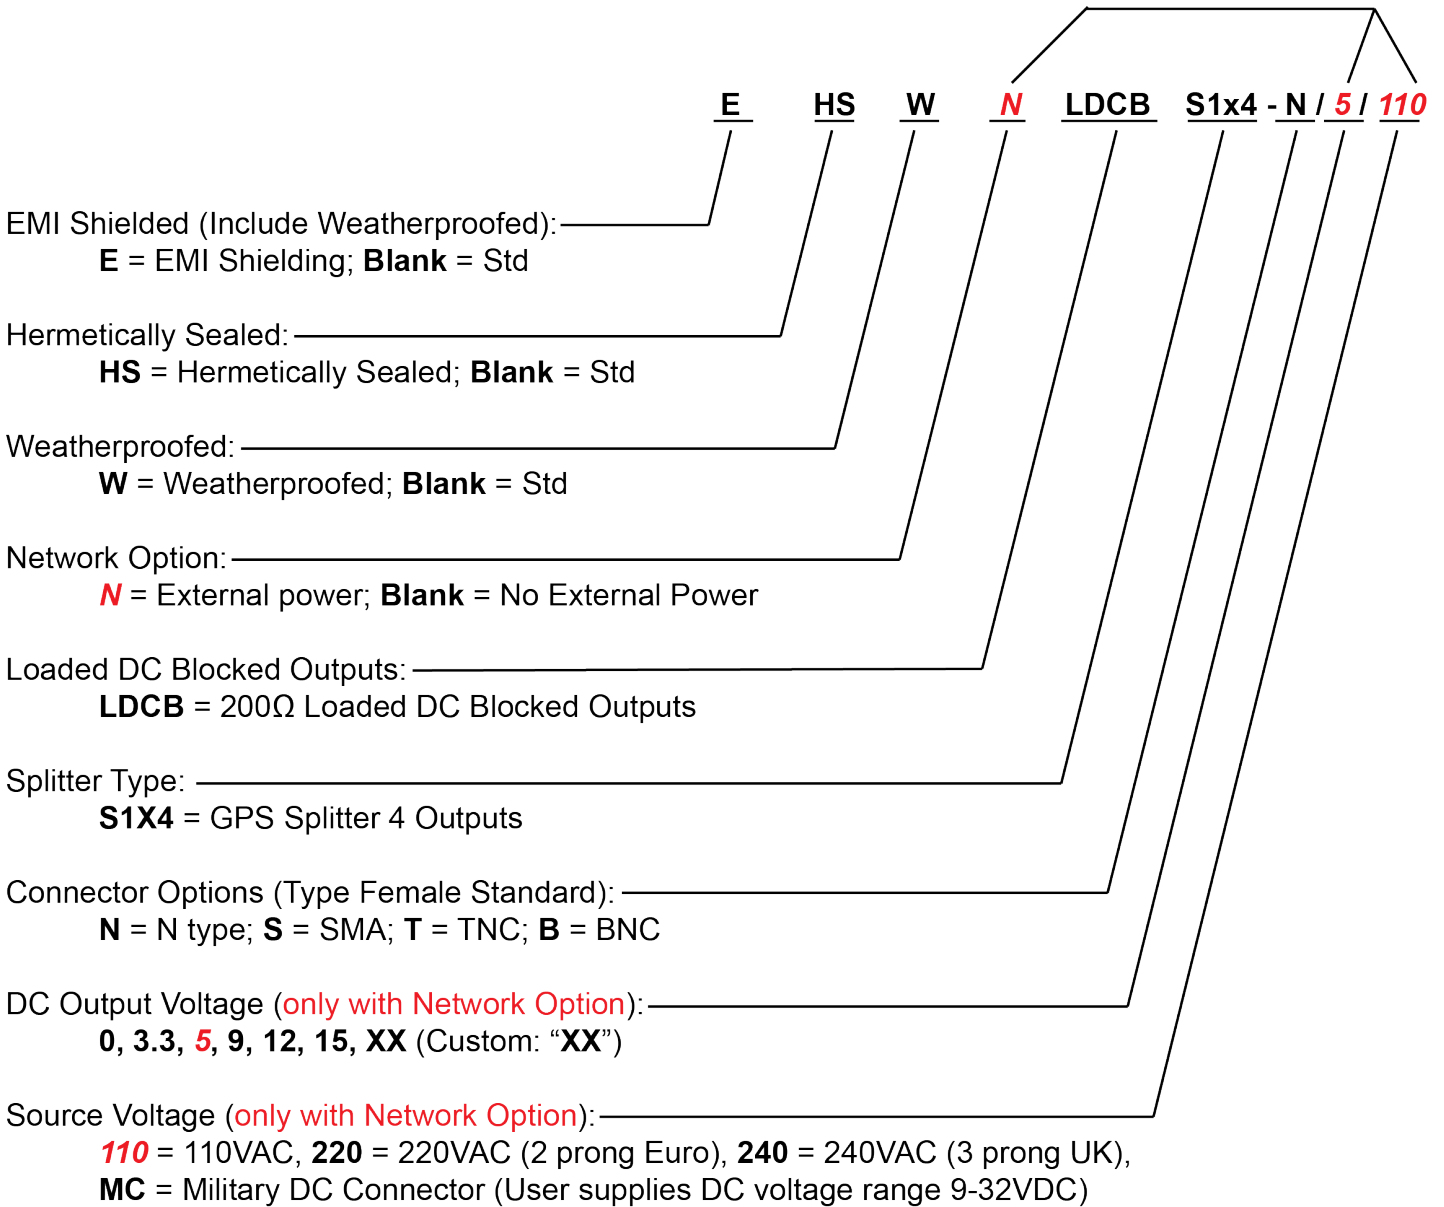 E HS W N LDCB S1x4 - N / 5 / 110
EMI Shielded (Include Weatherproofed):
E = EMI Shielding; Blank = Std
Hermetically Sealed:
HS = Hermetically Sealed; Blank = Std
Weatherproofed:
W = Weatherproofed; Blank = Std
Network Option:
N = External power; Blank = No External Power
Loaded DC Blocked Outputs:
LDCB = 200Ω Loaded DC Blocked Outputs
Splitter Type:
S1X4 = GPS Splitter 4 Outputs
Connector Options (Type Female Standard):
N = N type; S = SMA; T = TNC; B = BNC
DC Output Voltage (only with Network Option):
0, 3.3, 5, 9, 12, 15, XX (Custom: “XX”)
Source Voltage (only with Network Option):
110 = 110VAC, 220 = 220VAC (2 prong Euro), 240 = 240VAC (3 prong UK),
MC = Military DC Connector (User supplies DC voltage range 9-32VDC)